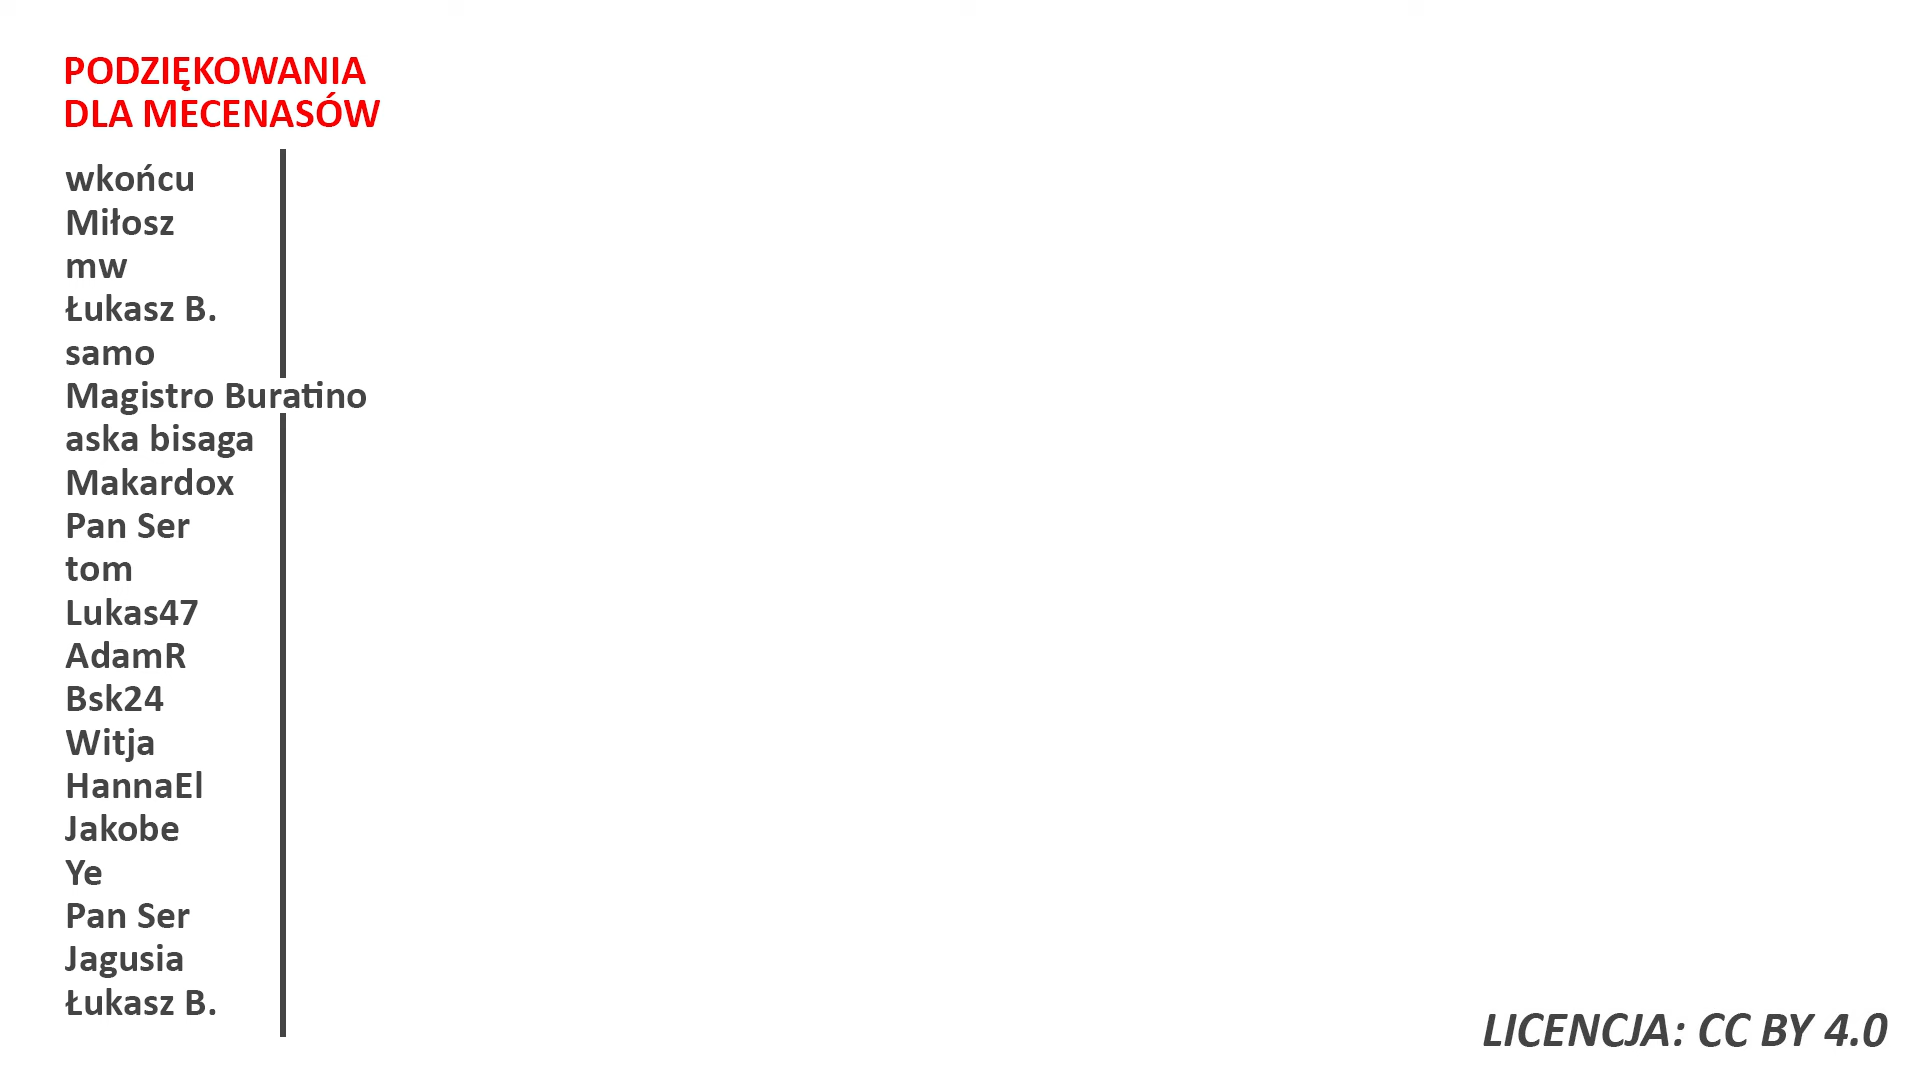 PODZIĘKOWANIA
DLA MECENASÓW
wkońcu
Miłosz
mw
Łukasz B.
samo
Magistro Buratino
aska bisaga
Makardox
Pan Ser
tom
Lukas47
AdamR
Bsk24
Witja
HannaEl
Jakobe
Ye
Pan Ser
Jagusia
Łukasz B.
LICENCJA: CC BY 4.0